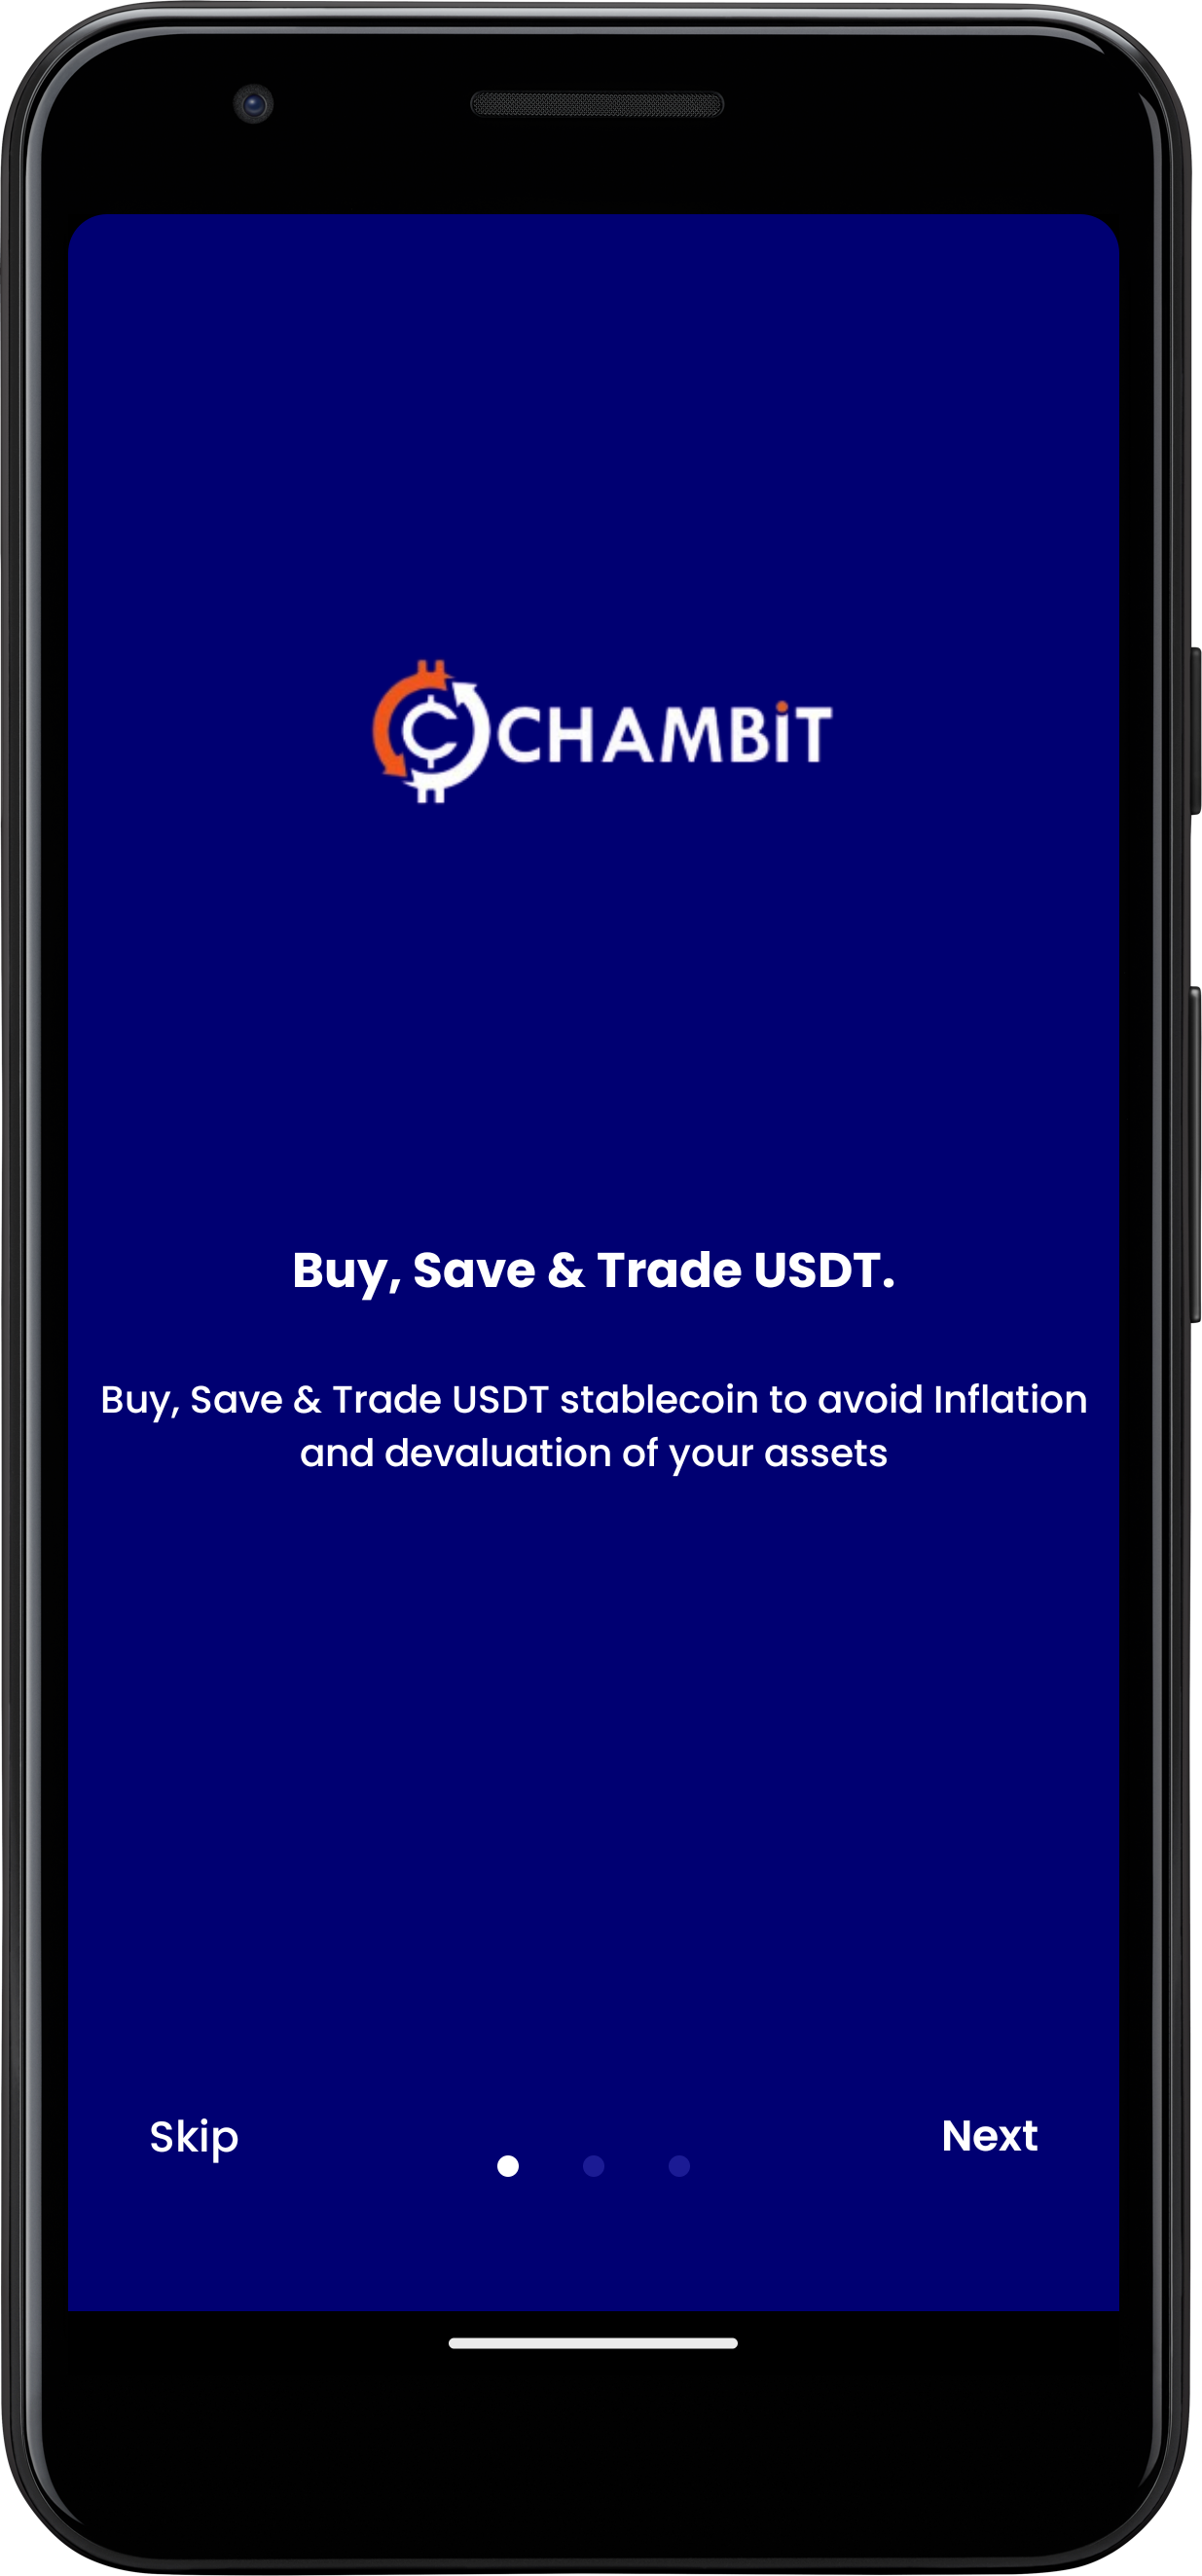 CHAMBiT
Buy, Save & Trade USDT.
Buy, Save & Trade USDT stablecoin to avoid Inflation
and devaluation of your assets
Skip
Next